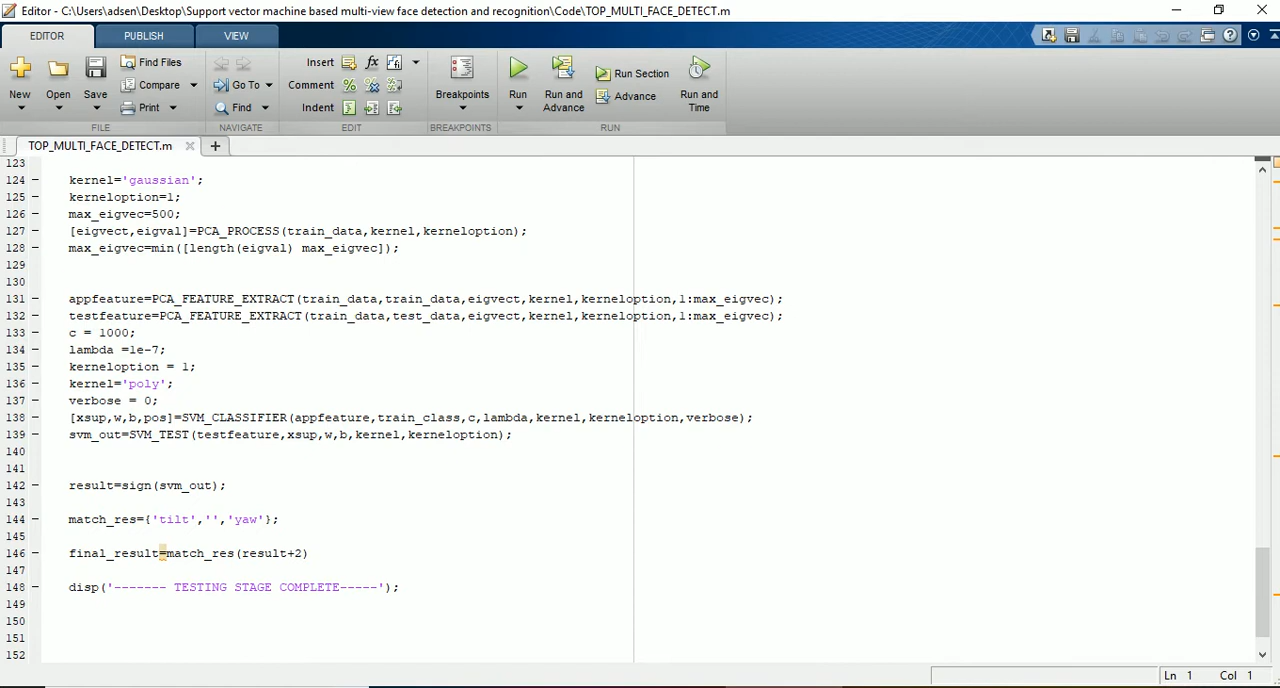 Editor - C:\Users\adsen\Desktop\Support vector machine based multi-view face detection and recognition\Code\TOP_MULTI_FACE_DETECT.m
EDITOR PUBLISH VIEW
New Open Save Find Files Compare Print
Go To Find
Insert fx
Comment
Indent
Breakpoints Run Run and Advance Run Section Advance Run and Time
FILE NAVIGATE EDIT BREAKPOINTS RUN
TOP_MULTI_FACE_DETECT.m
123
124 kernel='gaussian';
125 kerneloption=1;
126 max_eigvec=500;
127 [eigvect,eigval]=PCA_PROCESS(train_data,kernel,kerneloption);
128 max_eigvec=min([length(eigval) max_eigvec]);
129
130
131 appfeature=PCA_FEATURE_EXTRACT(train_data,train_data,eigvect,kernel,kerneloption,1:max_eigvec);
132 testfeature=PCA_FEATURE_EXTRACT(train_data,test_data,eigvect,kernel,kerneloption,1:max_eigvec);
133 c = 1000;
134 lambda =1e-7;
135 kerneloption = 1;
136 kernel='poly';
137 verbose = 0;
138 [xsup,w,b,pos]=SVM_CLASSIFIER(appfeature,train_class,c,lambda,kernel,kerneloption,verbose);
139 svm_out=SVM_TEST(testfeature,xsup,w,b,kernel,kerneloption);
140
141
142 result=sign(svm_out);
143
144 match_res={'tilt','','yaw'};
145
146 final_result=match_res(result+2)
147
148 disp('------- TESTING STAGE COMPLETE-----');
149
150
151
152
Ln 1 Col 1